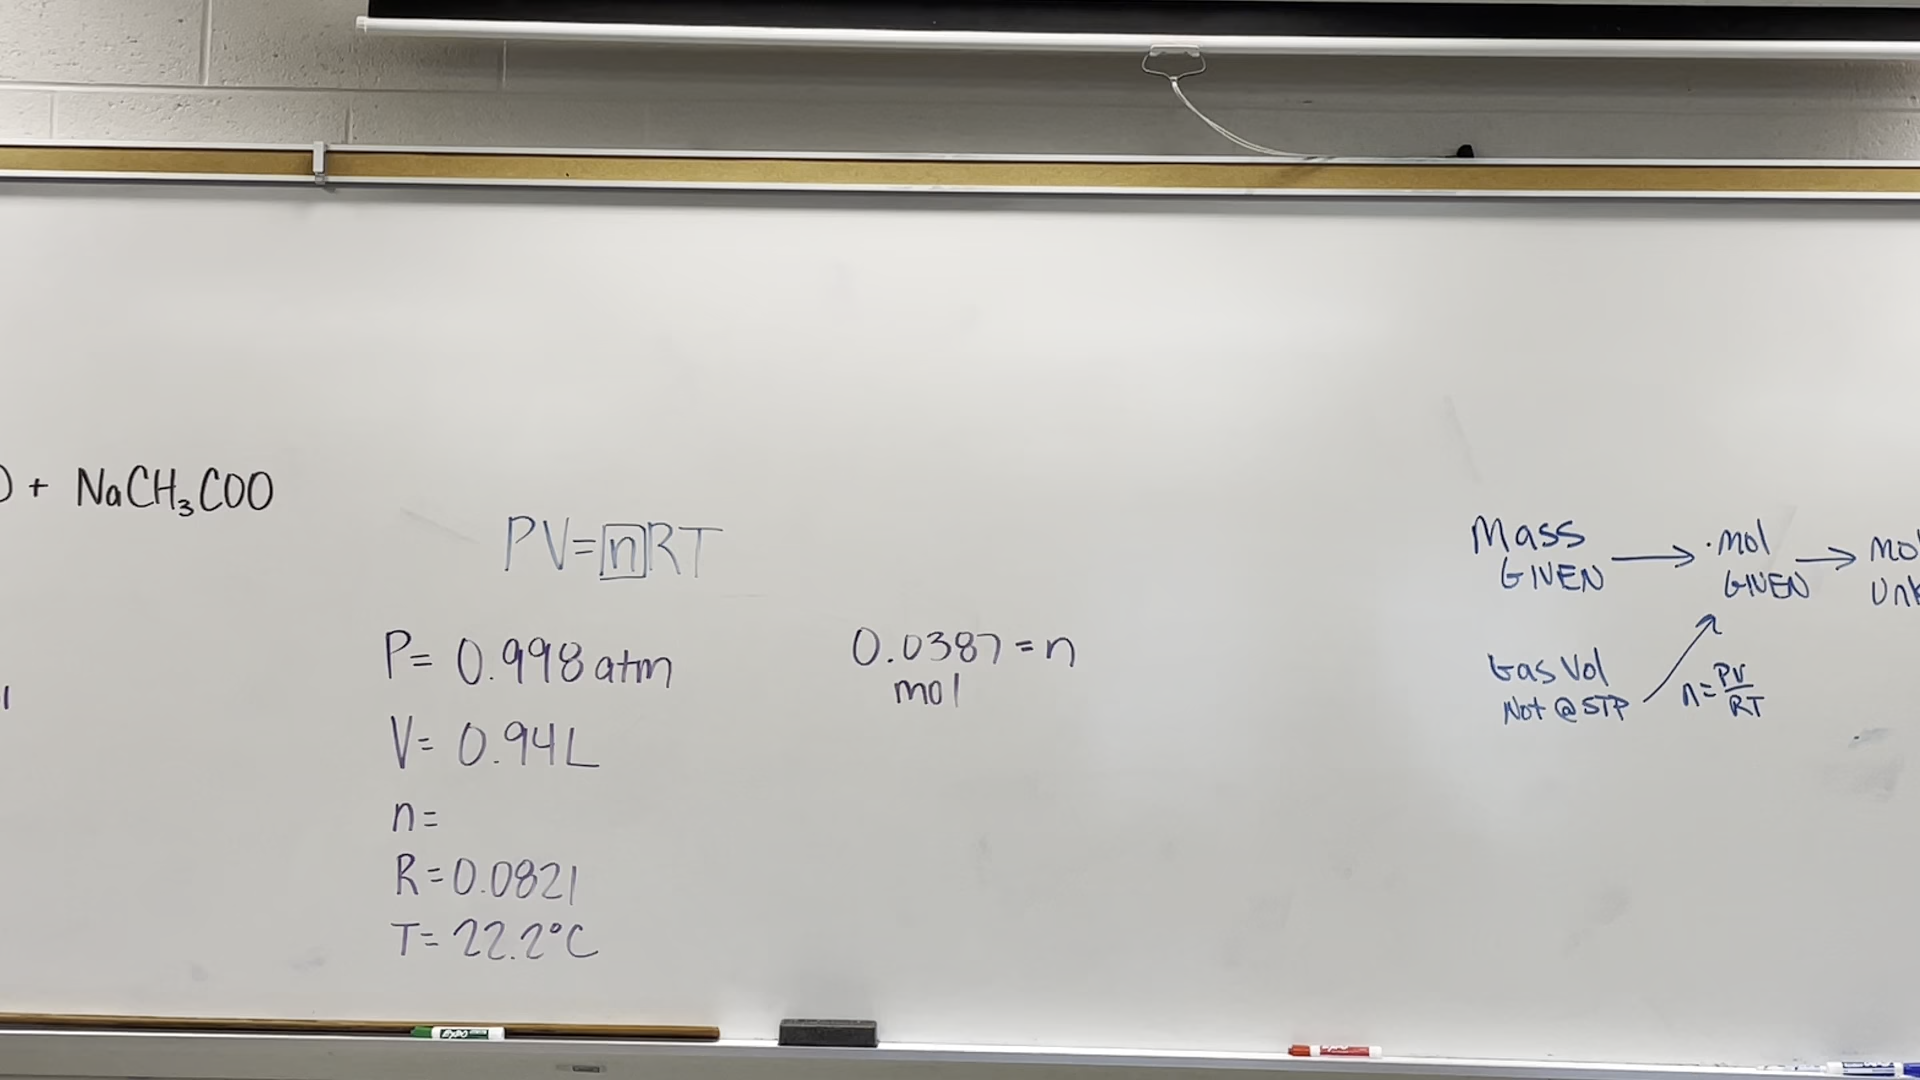 + NaCH₃COO
PV=nRT
P= 0.998 atm
V= 0.94L
n=
R=0.0821
T= 22.2°C
0.0387=n
mol
Mass
GIVEN
→ mol
GIVEN
→
Gas Vol
Not @ STP
n=PV/RT
EXPO